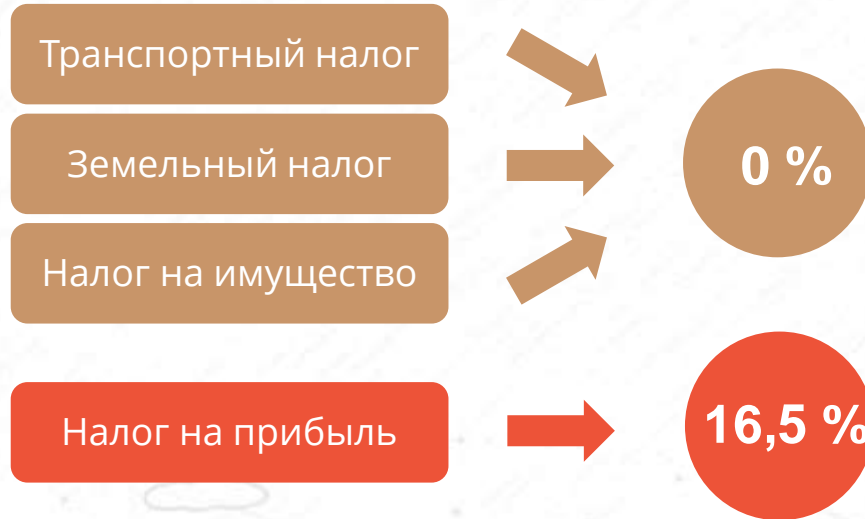 Транспортный налог
Земельный налог
Налог на имущество
0 %
Налог на прибыль
16,5 %